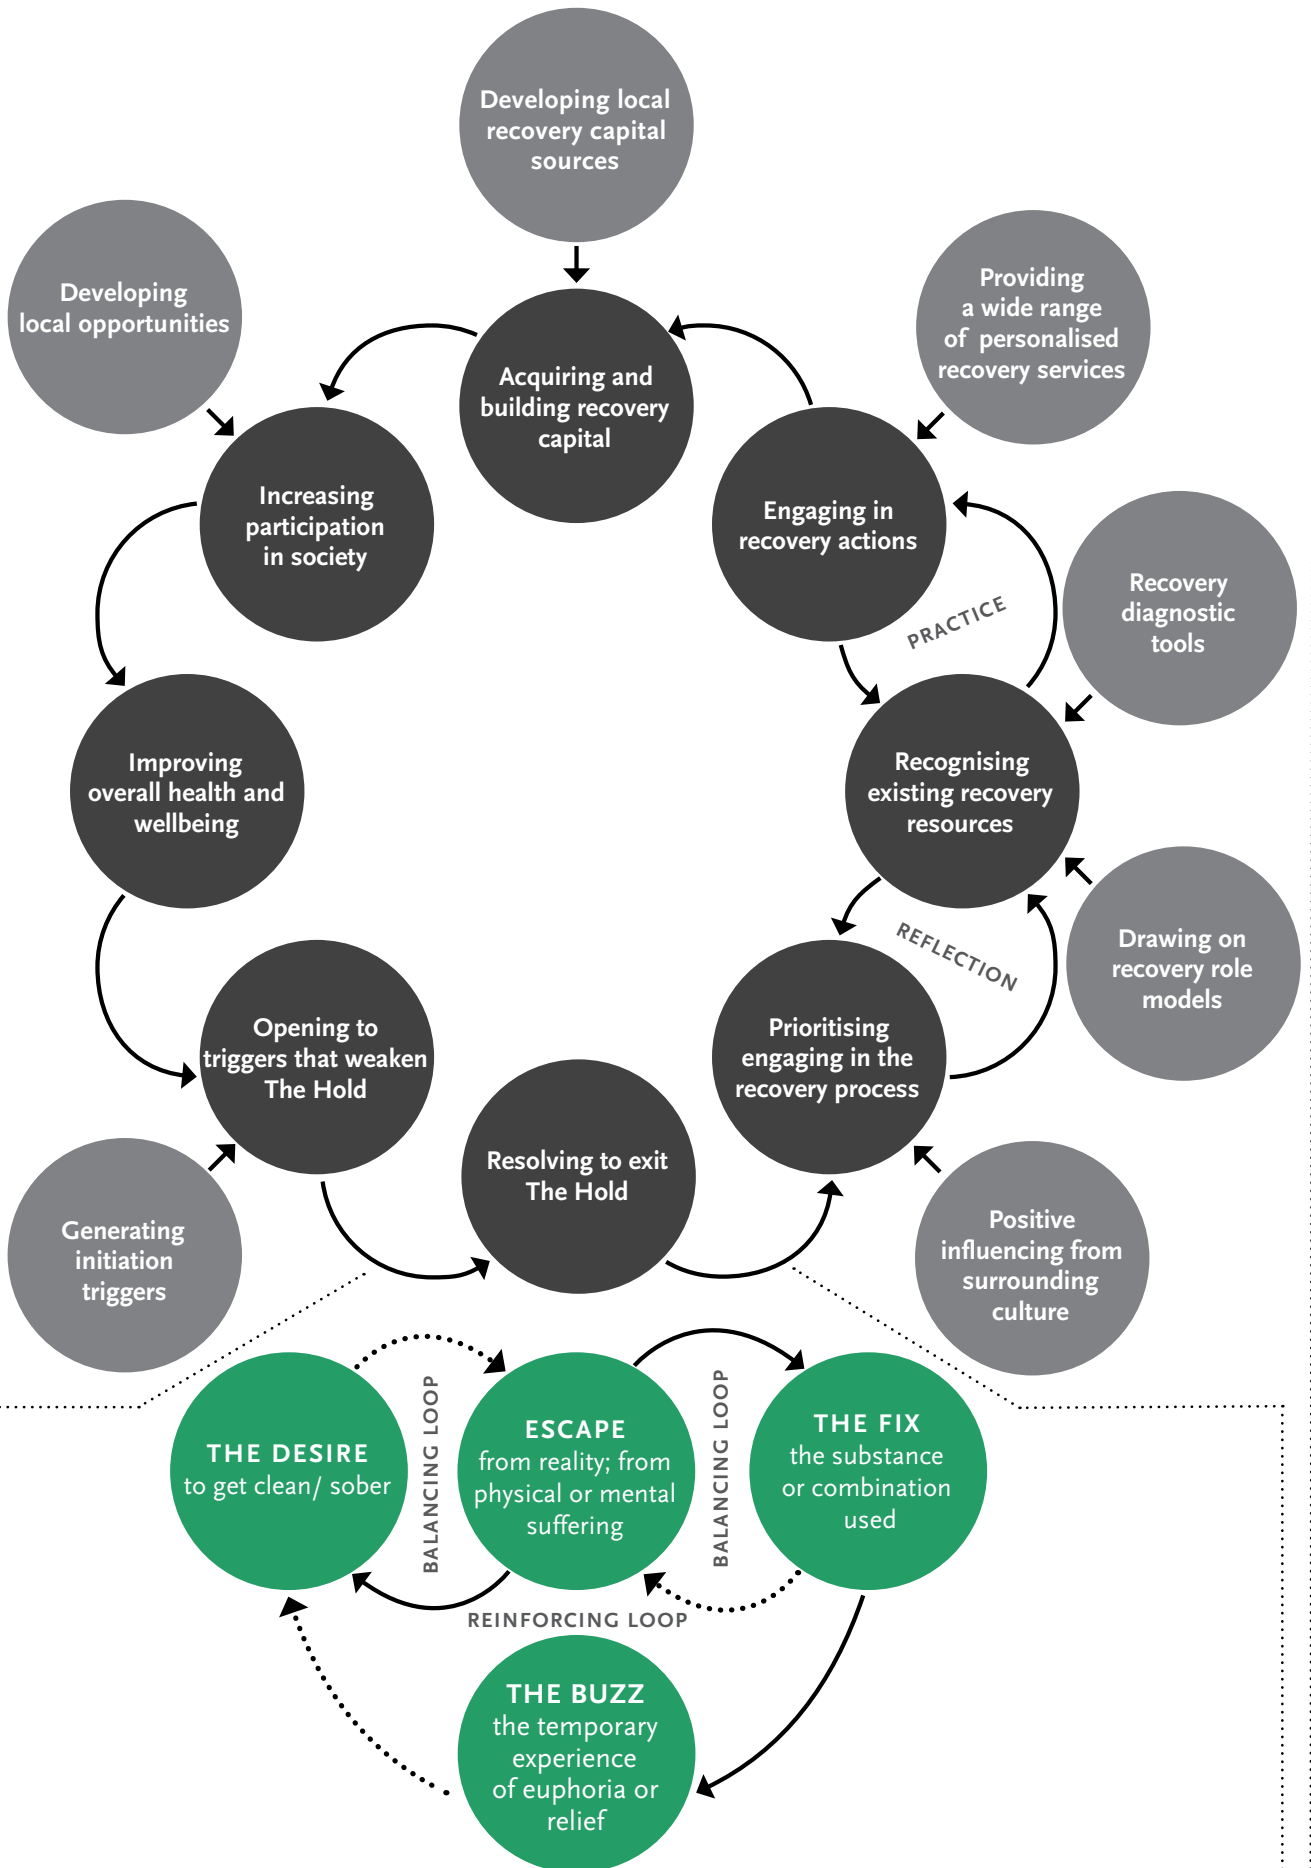 Developing local
recovery capital
sources
Developing
local opportunities
Providing
a wide range
of personalised
recovery services
Acquiring and
building recovery
capital
Increasing
participation
in society
Engaging in
recovery actions
PRACTICE
Recovery
diagnostic
tools
Improving
overall health and
wellbeing
Recognising
existing recovery
resources
REFLECTION
Drawing on
recovery role
models
Opening to
triggers that weaken
The Hold
Prioritising
engaging in the
recovery process
Resolving to exit
The Hold
Generating
initiation
triggers
Positive
influencing from
surrounding
culture
THE DESIRE
to get clean/ sober
BALANCING LOOP
ESCAPE
from reality; from
physical or mental
suffering
BALANCING LOOP
THE FIX
the substance
or combination
used
REINFORCING LOOP
THE BUZZ
the temporary
experience
of euphoria or
relief